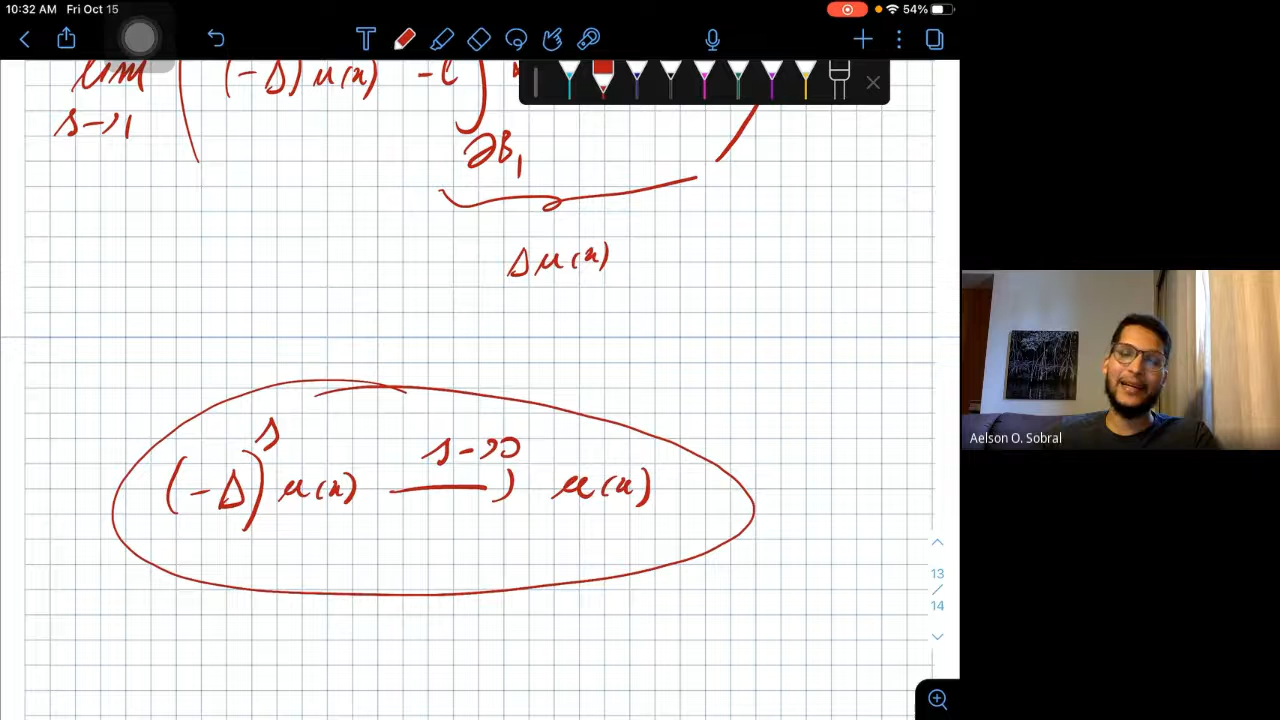 10:32 AM Fri Oct 15
54%
lim
s→1
( (-Δ)u(x) - C ∫
∂B₁
Δu(x)
(-Δ)ˢ u(x) —s→0→ u(x)
Aelson O. Sobral
13
/
14